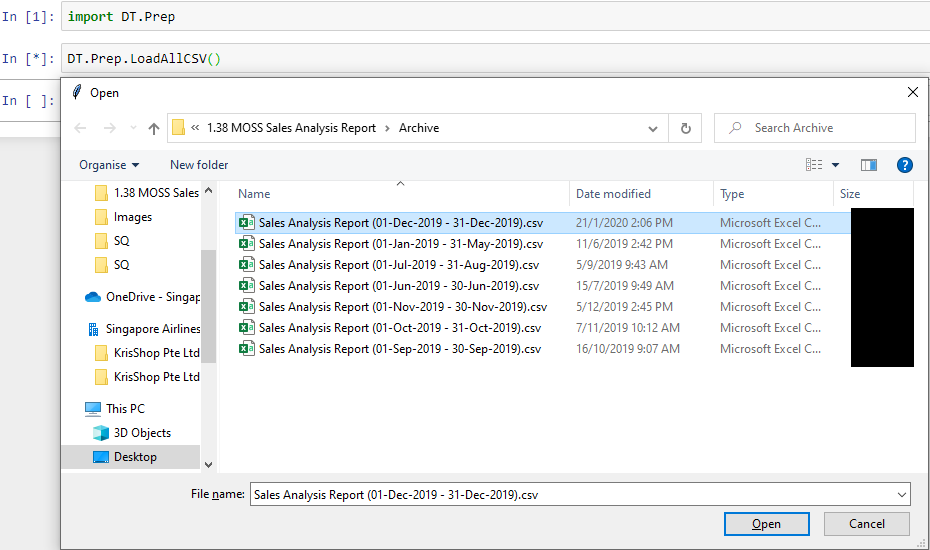 In [1]: import DT.Prep
In [*]: DT.Prep.LoadAllCSV()
In [ ]:
Open
« 1.38 MOSS Sales Analysis Report › Archive
Search Archive
Organise
New folder
Name Date modified Type Size
1.38 MOSS Sales
Images
SQ
SQ
OneDrive - Singap
Singapore Airlines
KrisShop Pte Ltd
KrisShop Pte Ltd
This PC
3D Objects
Desktop
Sales Analysis Report (01-Dec-2019 - 31-Dec-2019).csv 21/1/2020 2:06 PM Microsoft Excel C...
Sales Analysis Report (01-Jan-2019 - 31-May-2019).csv 11/6/2019 2:42 PM Microsoft Excel C...
Sales Analysis Report (01-Jul-2019 - 31-Aug-2019).csv 5/9/2019 9:43 AM Microsoft Excel C...
Sales Analysis Report (01-Jun-2019 - 30-Jun-2019).csv 15/7/2019 9:49 AM Microsoft Excel C...
Sales Analysis Report (01-Nov-2019 - 30-Nov-2019).csv 5/12/2019 2:45 PM Microsoft Excel C...
Sales Analysis Report (01-Oct-2019 - 31-Oct-2019).csv 7/11/2019 10:12 AM Microsoft Excel C...
Sales Analysis Report (01-Sep-2019 - 30-Sep-2019).csv 16/10/2019 9:07 AM Microsoft Excel C...
File name: Sales Analysis Report (01-Dec-2019 - 31-Dec-2019).csv
Open
Cancel